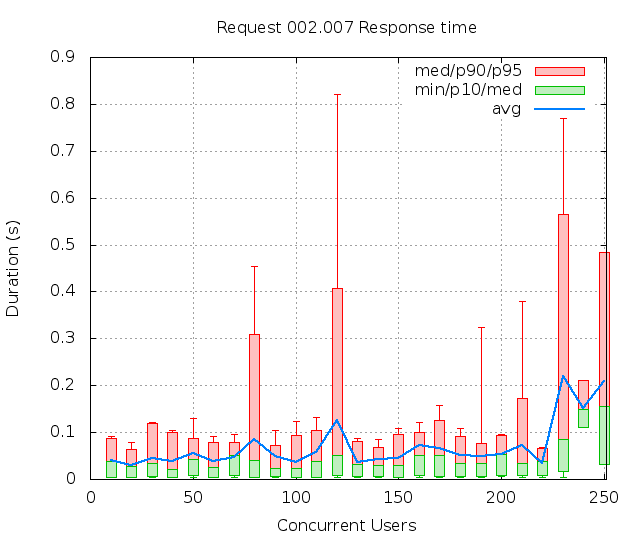 Request 002.007 Response time
0.9
0.8
0.7
0.6
0.5
0.4
0.3
0.2
0.1
0
Duration (s)
med/p90/p95
min/p10/med
avg
0 50 100 150 200 250
Concurrent Users